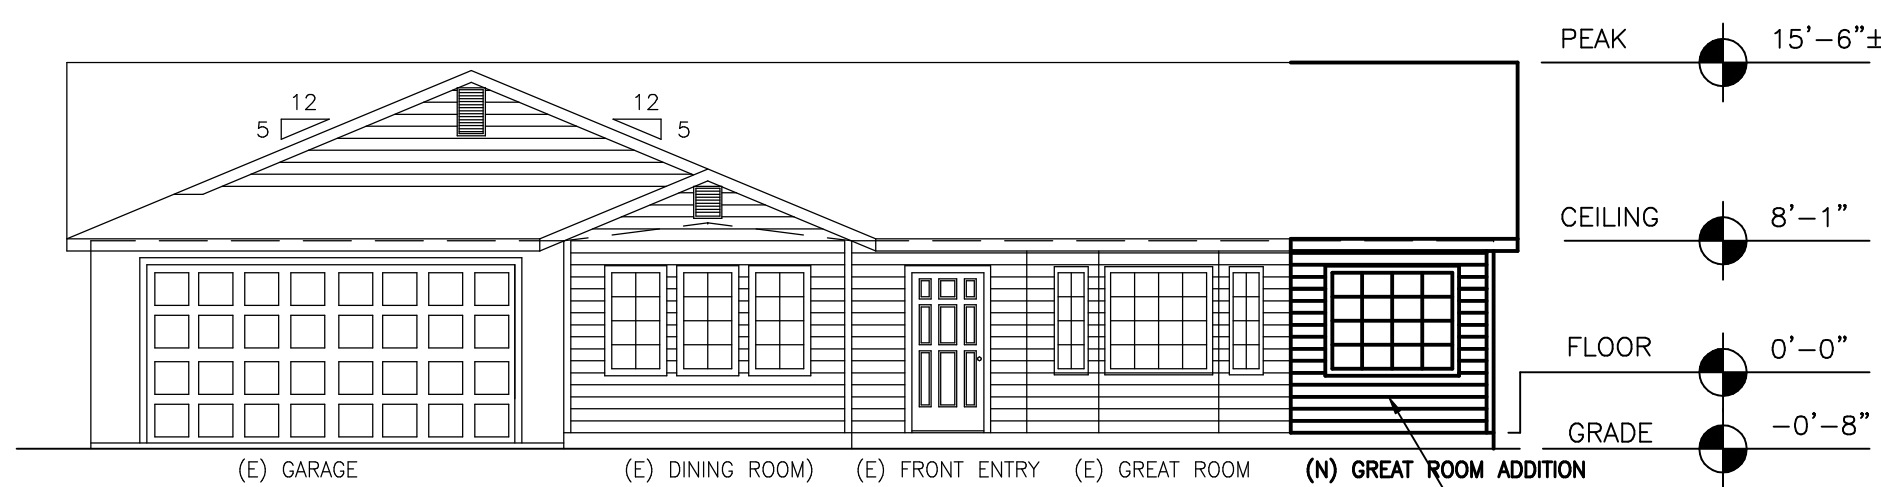 PEAK 15'-6"±
12 12
5 5
CEILING 8'-1"
FLOOR 0'-0"
GRADE -0'-8"
(E) GARAGE (E) DINING ROOM) (E) FRONT ENTRY (E) GREAT ROOM (N) GREAT ROOM ADDITION